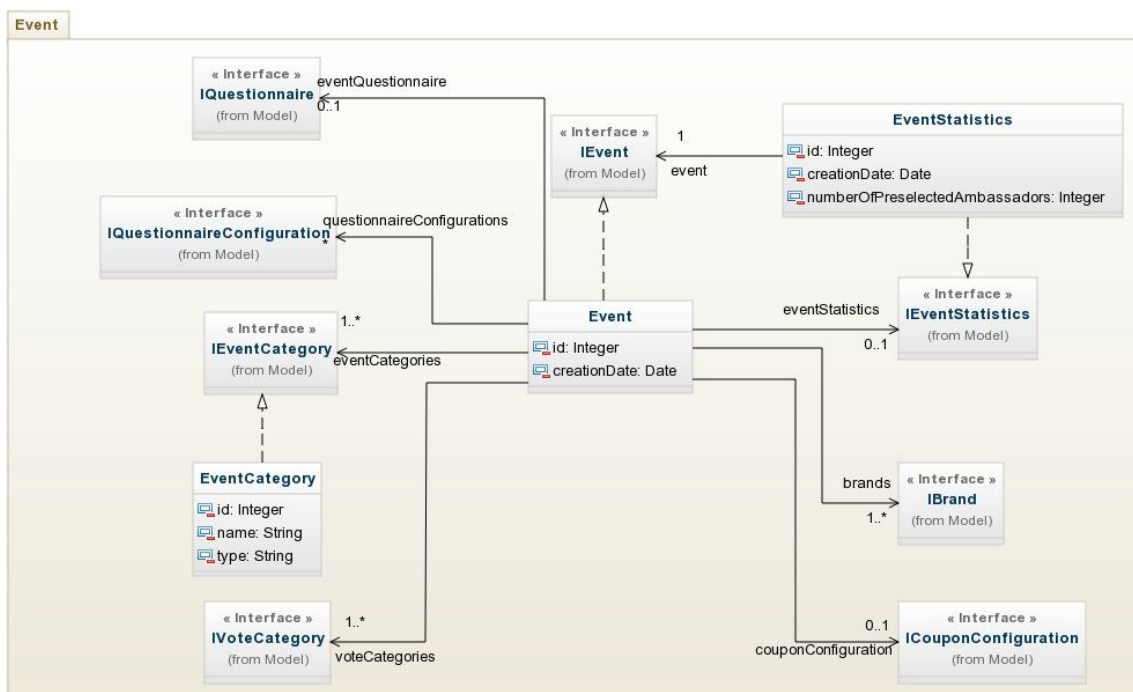 Event
« Interface »
IQuestionnaire
(from Model)
eventQuestionnaire
0..1
« Interface »
IEvent
(from Model)
1
event
EventStatistics
id: Integer
creationDate: Date
numberOfPreselectedAmbassadors: Integer
« Interface »
IQuestionnaireConfiguration
(from Model)
questionnaireConfigurations
*
« Interface »
IEventCategory
(from Model)
1..*
eventCategories
Event
id: Integer
creationDate: Date
eventStatistics
0..1
« Interface »
IEventStatistics
(from Model)
EventCategory
id: Integer
name: String
type: String
brands
1..*
« Interface »
IBrand
(from Model)
« Interface »
IVoteCategory
(from Model)
1..*
voteCategories
0..1
couponConfiguration
« Interface »
ICouponConfiguration
(from Model)